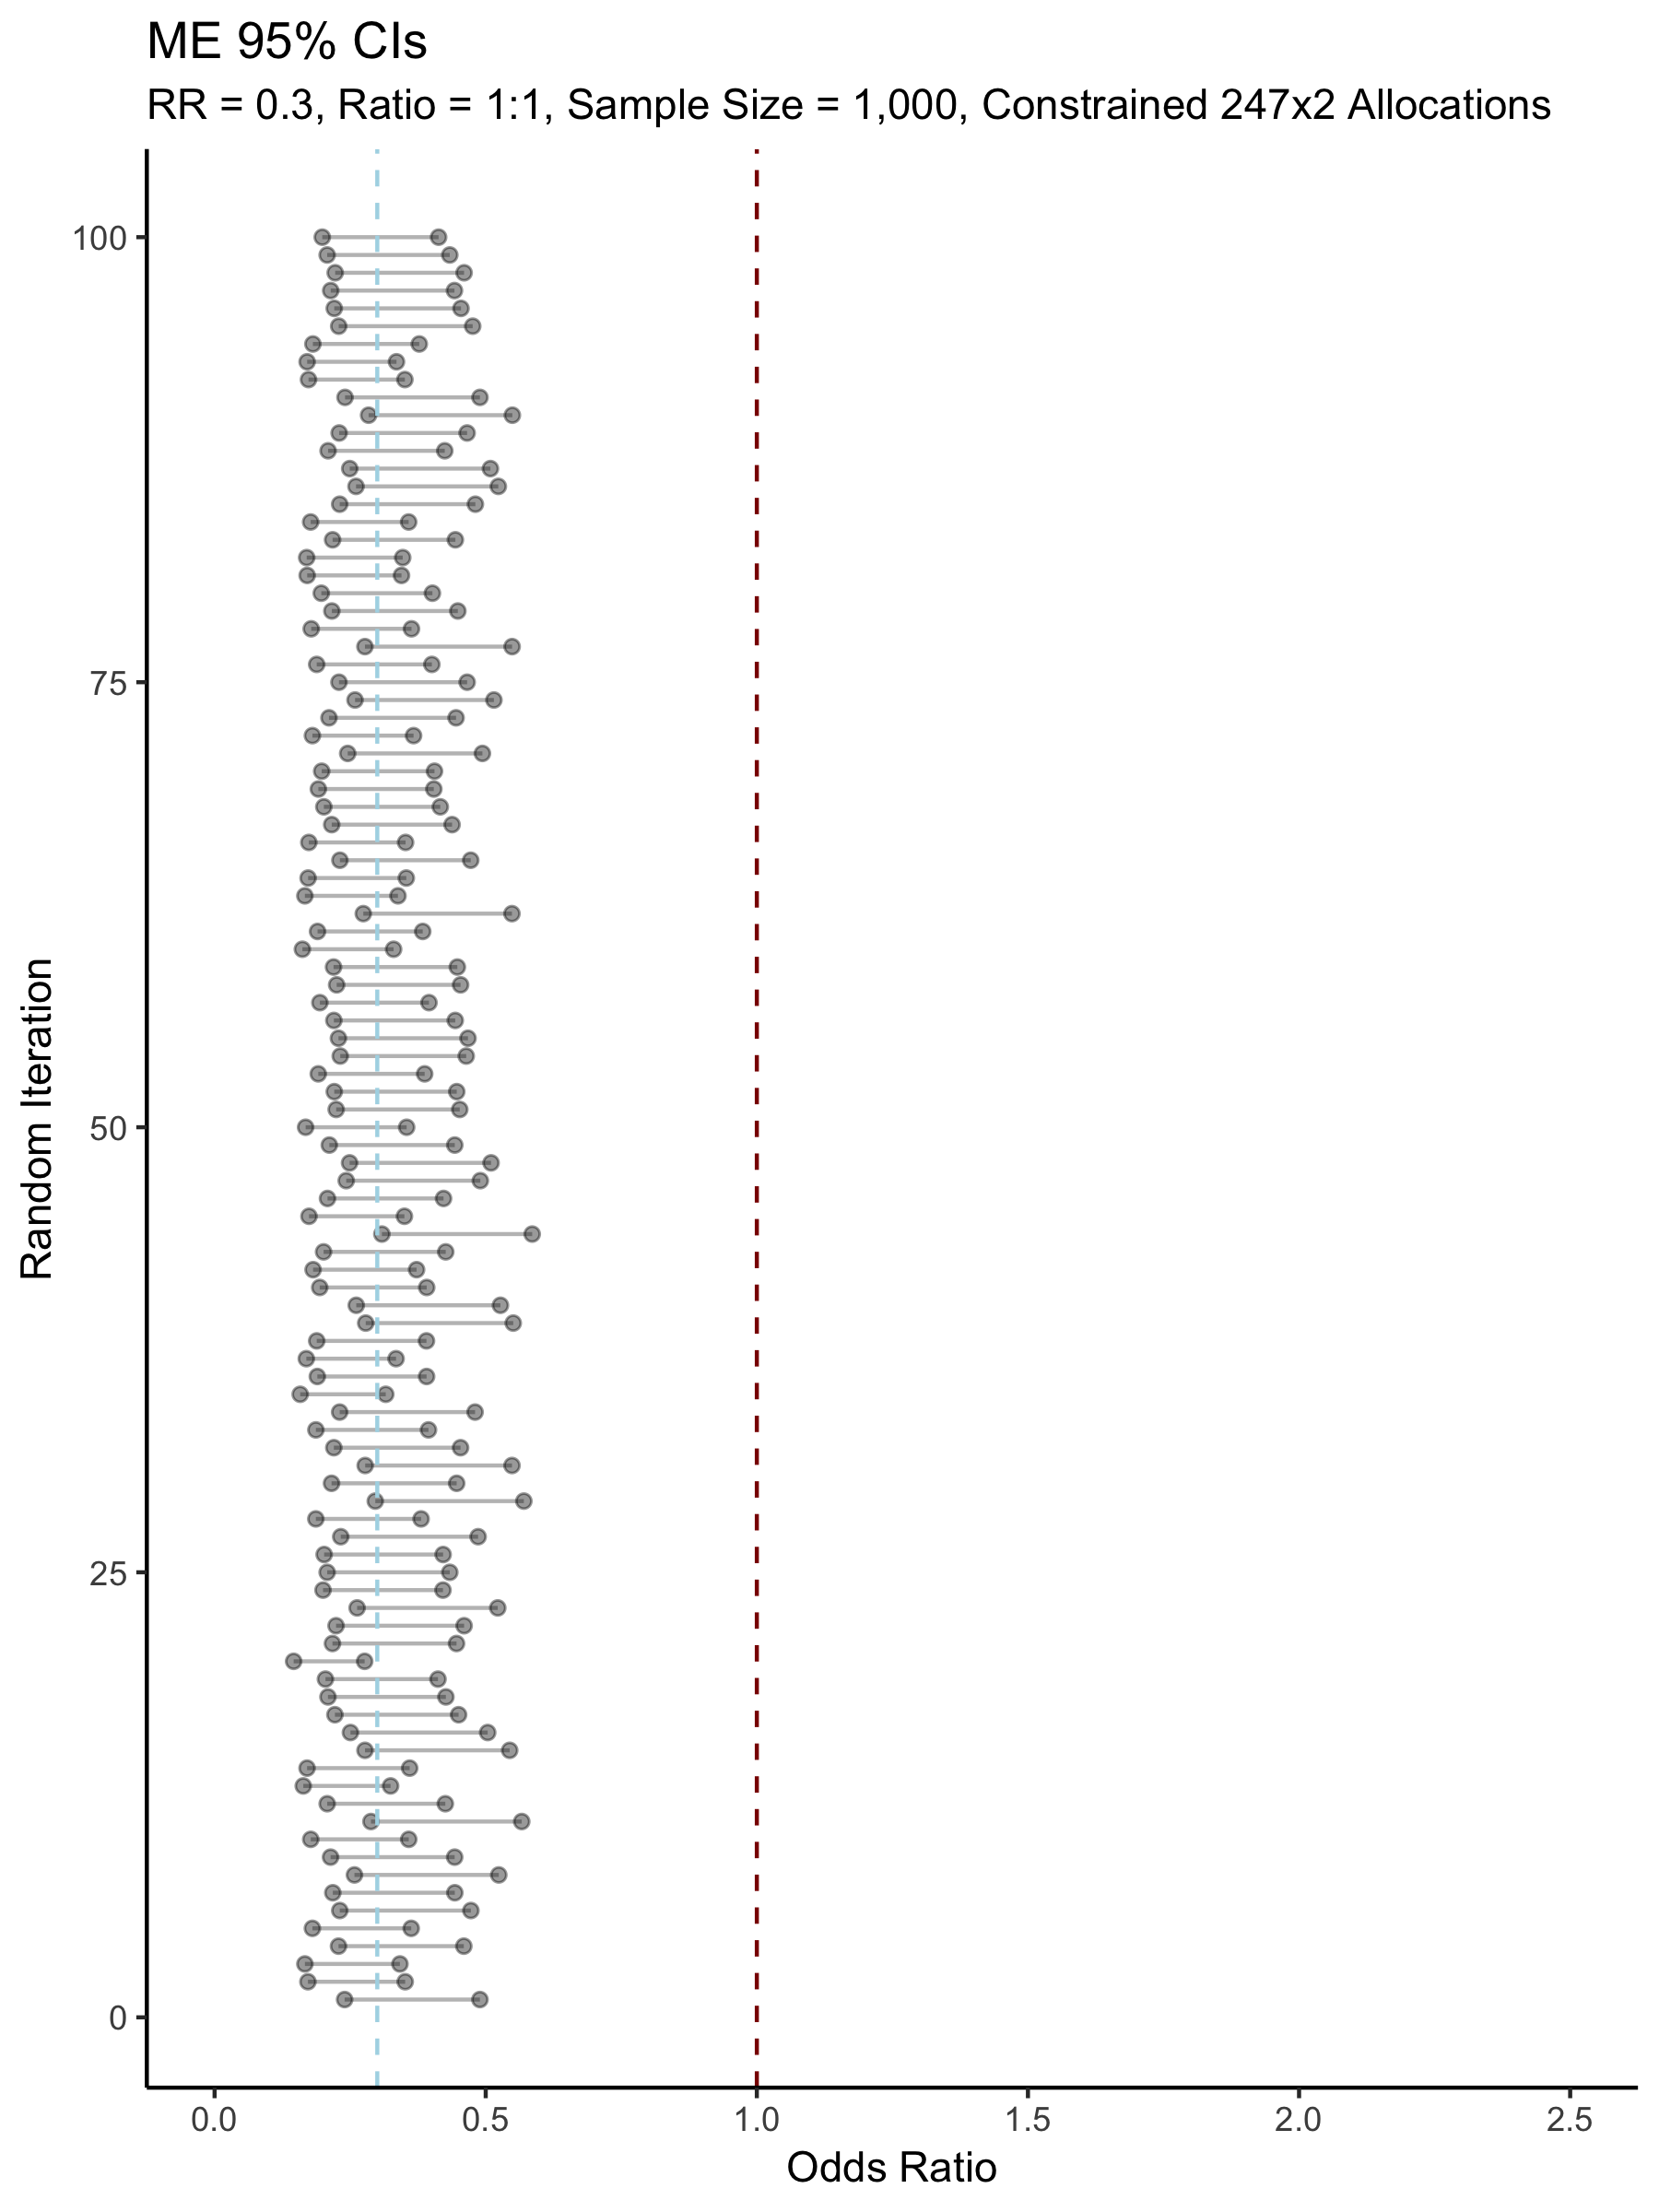 ME 95% CIs
RR = 0.3, Ratio = 1:1, Sample Size = 1,000, Constrained 247x2 Allocations
100
75
50
25
0
Random Iteration
0.0 0.5 1.0 1.5 2.0 2.5
Odds Ratio